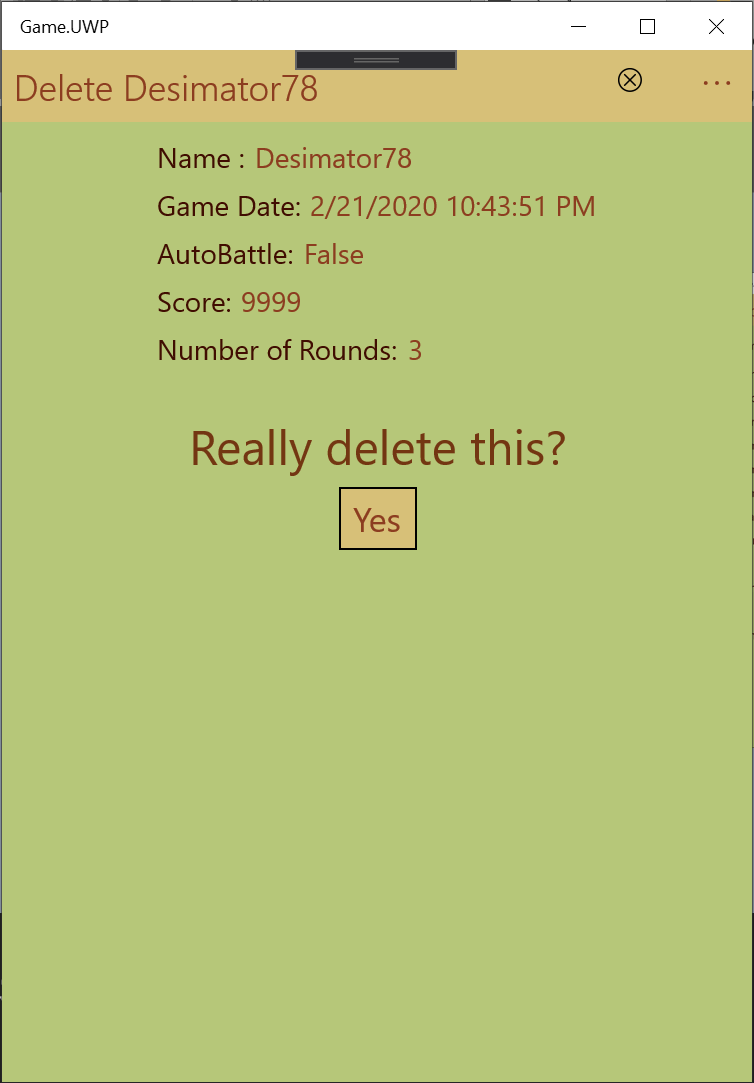 Game.UWP
Delete Desimator78
Name : Desimator78
Game Date: 2/21/2020 10:43:51 PM
AutoBattle: False
Score: 9999
Number of Rounds: 3
Really delete this?
Yes